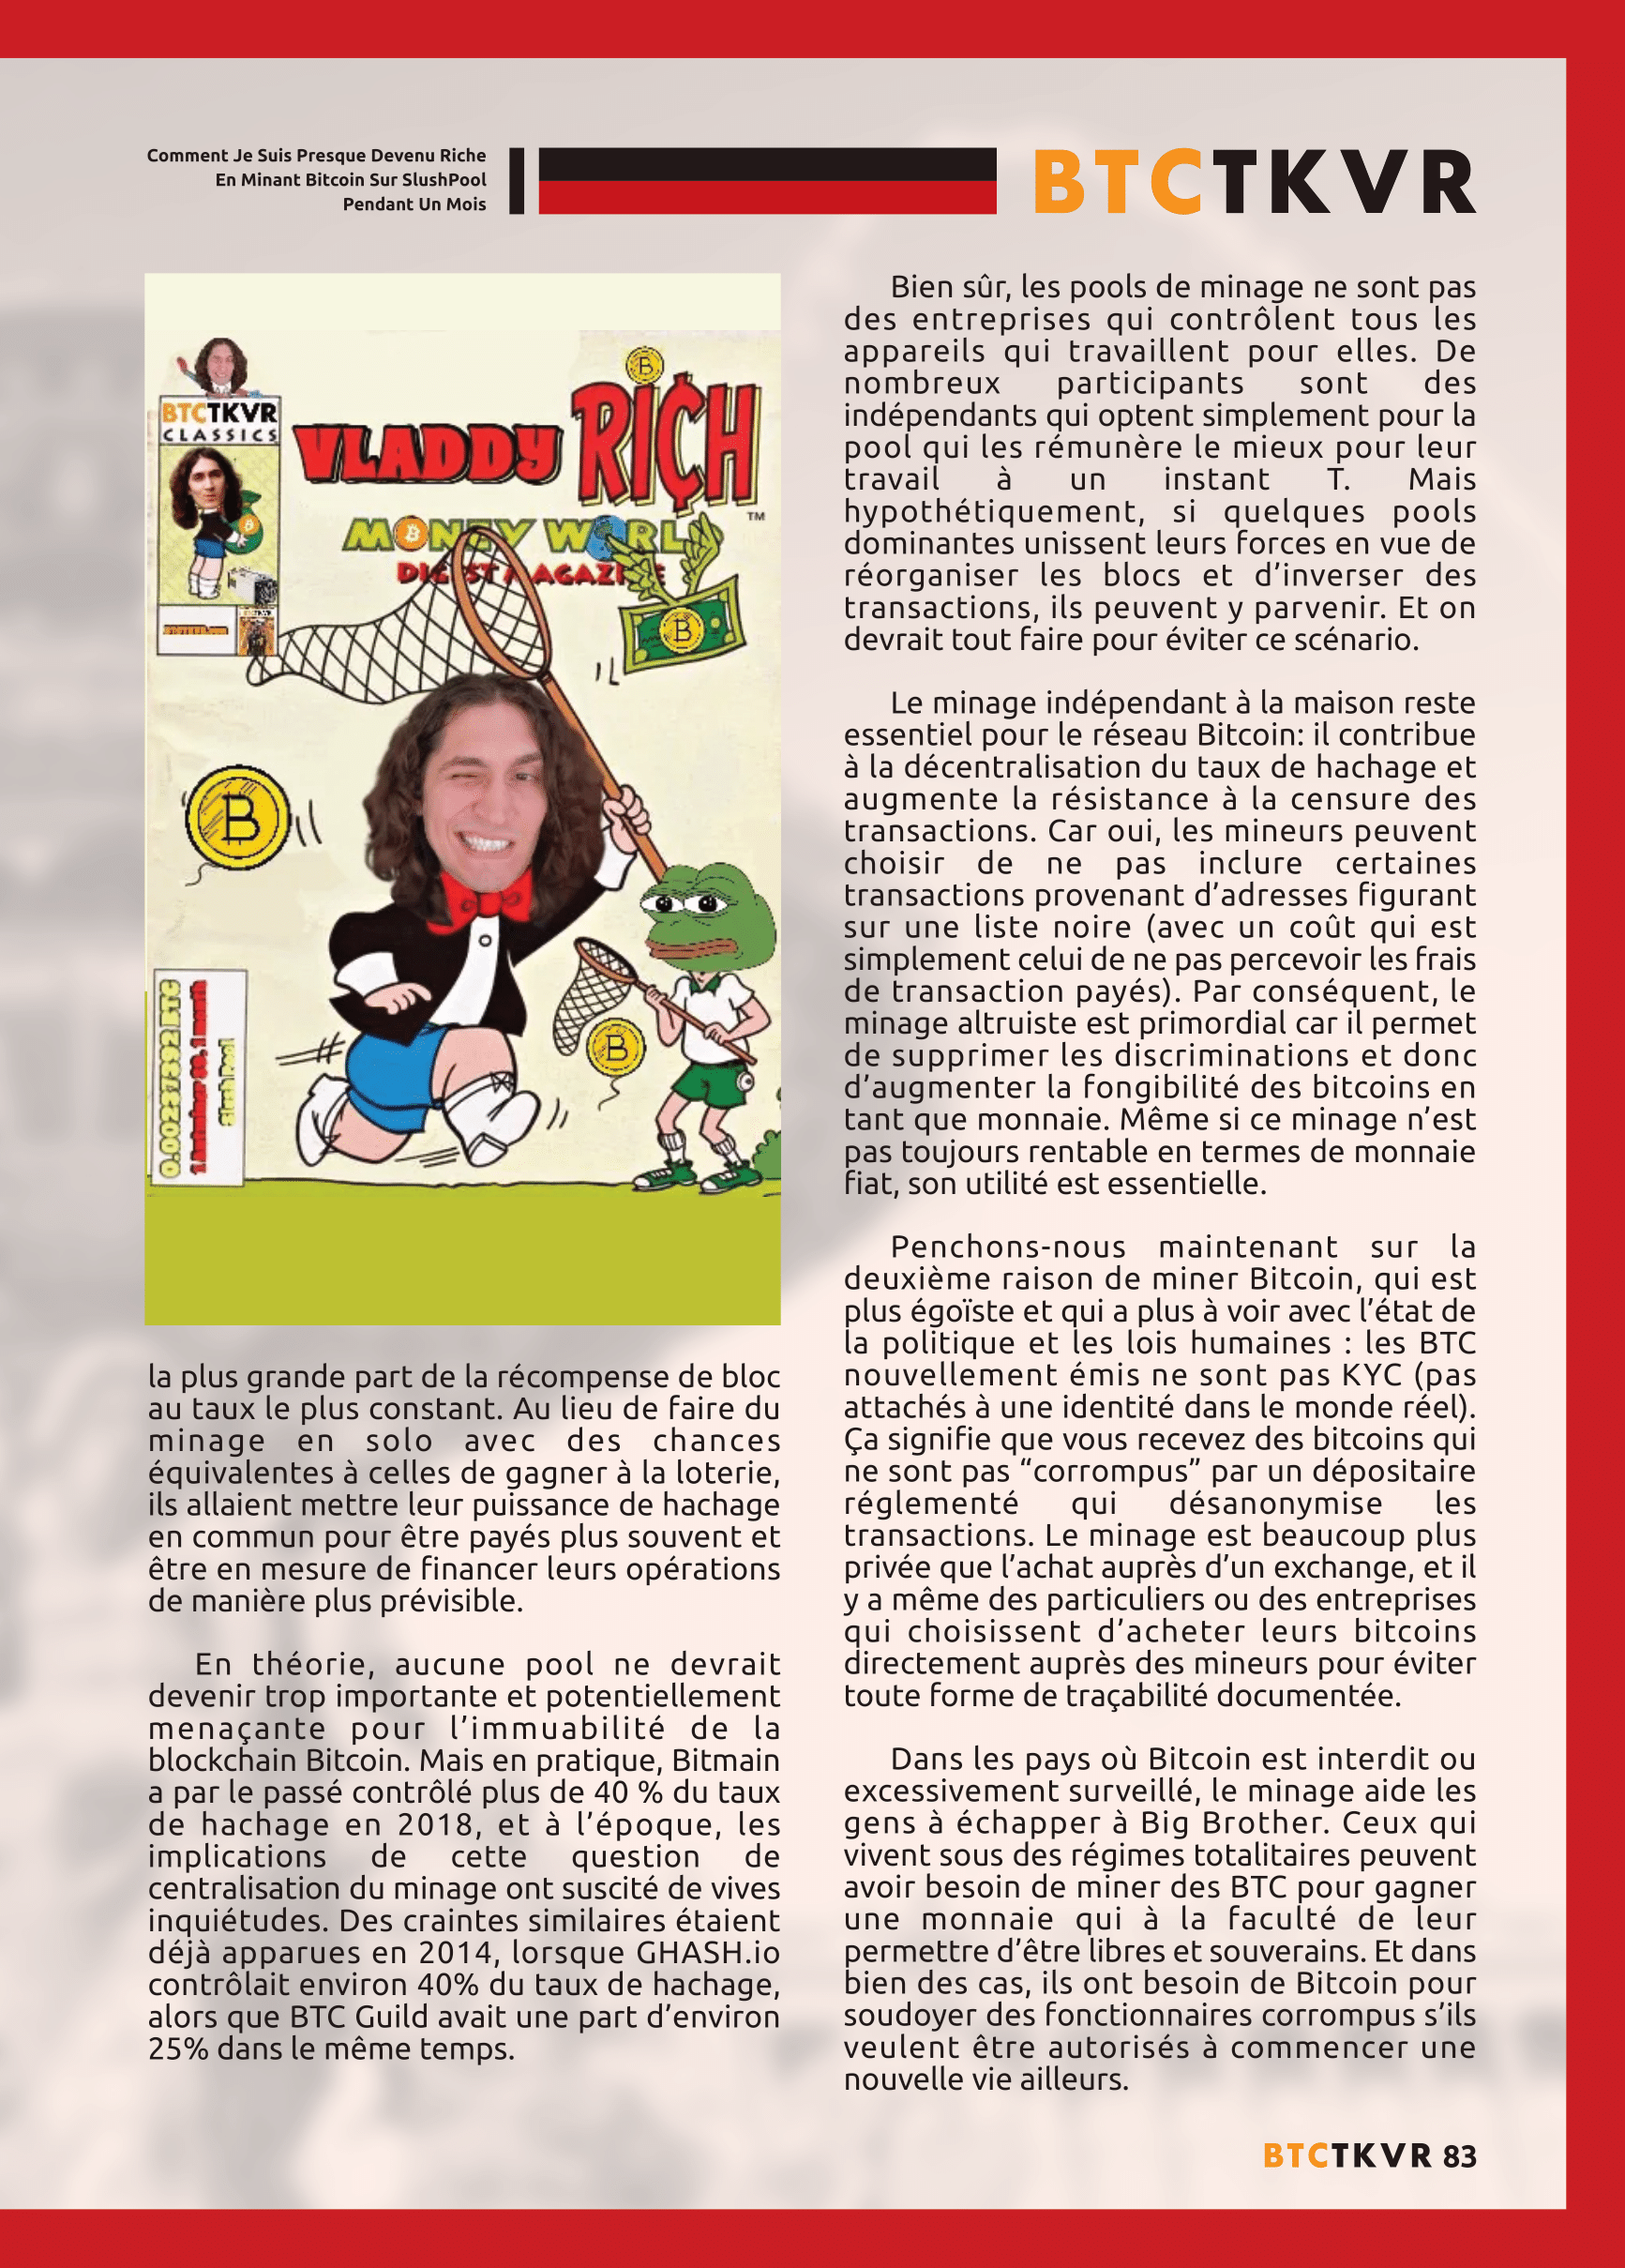 Comment Je Suis Presque Devenu Riche
En Minant Bitcoin Sur SlushPool
Pendant Un Mois
BTCTKVR
BTCTKVR
CLASSICS
VLADDY RI¢H
MONEY WORLD
TM
DIGEST MAGAZINE
0.00237392 BTC
1 Antminer S9, 1 month
Slush Pool
la plus grande part de la récompense de bloc
au taux le plus constant. Au lieu de faire du
minage en solo avec des chances
équivalentes à celles de gagner à la loterie,
ils allaient mettre leur puissance de hachage
en commun pour être payés plus souvent et
être en mesure de financer leurs opérations
de manière plus prévisible.
En théorie, aucune pool ne devrait
devenir trop importante et potentiellement
menaçante pour l’immuabilité de la
blockchain Bitcoin. Mais en pratique, Bitmain
a par le passé contrôlé plus de 40 % du taux
de hachage en 2018, et à l’époque, les
implications de cette question de
centralisation du minage ont suscité de vives
inquiétudes. Des craintes similaires étaient
déjà apparues en 2014, lorsque GHASH.io
contrôlait environ 40% du taux de hachage,
alors que BTC Guild avait une part d’environ
25% dans le même temps.
Bien sûr, les pools de minage ne sont pas
des entreprises qui contrôlent tous les
appareils qui travaillent pour elles. De
nombreux participants sont des
indépendants qui optent simplement pour la
pool qui les rémunère le mieux pour leur
travail à un instant T. Mais
hypothétiquement, si quelques pools
dominantes unissent leurs forces en vue de
réorganiser les blocs et d’inverser des
transactions, ils peuvent y parvenir. Et on
devrait tout faire pour éviter ce scénario.
Le minage indépendant à la maison reste
essentiel pour le réseau Bitcoin: il contribue
à la décentralisation du taux de hachage et
augmente la résistance à la censure des
transactions. Car oui, les mineurs peuvent
choisir de ne pas inclure certaines
transactions provenant d’adresses figurant
sur une liste noire (avec un coût qui est
simplement celui de ne pas percevoir les frais
de transaction payés). Par conséquent, le
minage altruiste est primordial car il permet
de supprimer les discriminations et donc
d’augmenter la fongibilité des bitcoins en
tant que monnaie. Même si ce minage n’est
pas toujours rentable en termes de monnaie
fiat, son utilité est essentielle.
Penchons-nous maintenant sur la
deuxième raison de miner Bitcoin, qui est
plus égoïste et qui a plus à voir avec l’état de
la politique et les lois humaines : les BTC
nouvellement émis ne sont pas KYC (pas
attachés à une identité dans le monde réel).
Ça signifie que vous recevez des bitcoins qui
ne sont pas “corrompus” par un dépositaire
réglementé qui désanonymise les
transactions. Le minage est beaucoup plus
privée que l’achat auprès d’un exchange, et il
y a même des particuliers ou des entreprises
qui choisissent d’acheter leurs bitcoins
directement auprès des mineurs pour éviter
toute forme de traçabilité documentée.
Dans les pays où Bitcoin est interdit ou
excessivement surveillé, le minage aide les
gens à échapper à Big Brother. Ceux qui
vivent sous des régimes totalitaires peuvent
avoir besoin de miner des BTC pour gagner
une monnaie qui à la faculté de leur
permettre d’être libres et souverains. Et dans
bien des cas, ils ont besoin de Bitcoin pour
soudoyer des fonctionnaires corrompus s’ils
veulent être autorisés à commencer une
nouvelle vie ailleurs.
BTCTKVR 83